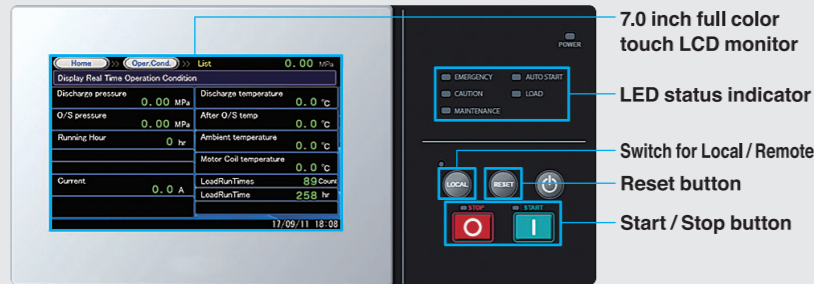 7.0 inch full color
touch LCD monitor
POWER
Home >> Oper.Cond. >> List 0.00 MPa
Display Real Time Operation Condition
Discharge pressure 0.00 MPa
Discharge temperature 0.0 °C
O/S pressure 0.00 MPa
After O/S temp 0.0 °C
Running Hour 0 hr
Ambient temperature 0.0 °C
Motor Coil temperature 0.0 °C
Current 0.0 A
LoadRunTimes 89 Count
LoadRunTime 258 hr
17/09/11 18:08
EMERGENCY AUTO START
CAUTION LOAD
MAINTENANCE
LED status indicator
Switch for Local / Remote
LOCAL RESET
Reset button
STOP START
Start / Stop button